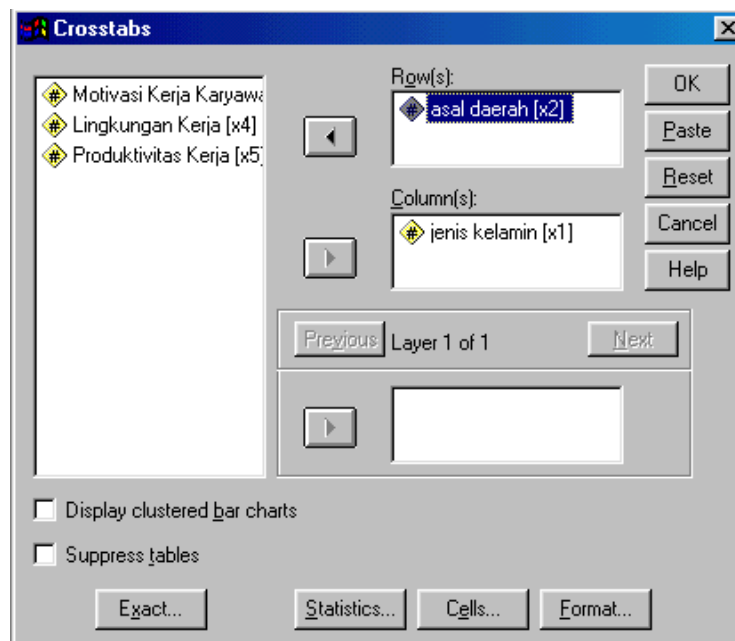 Crosstabs
Motivasi Kerja Karyawa
Lingkungan Kerja [x4]
Produktivitas Kerja [x5]
Row(s):
asal daerah [x2]
Column(s):
jenis kelamin [x1]
Previous
Layer 1 of 1
Next
OK
Paste
Reset
Cancel
Help
Display clustered bar charts
Suppress tables
Exact...
Statistics...
Cells...
Format...